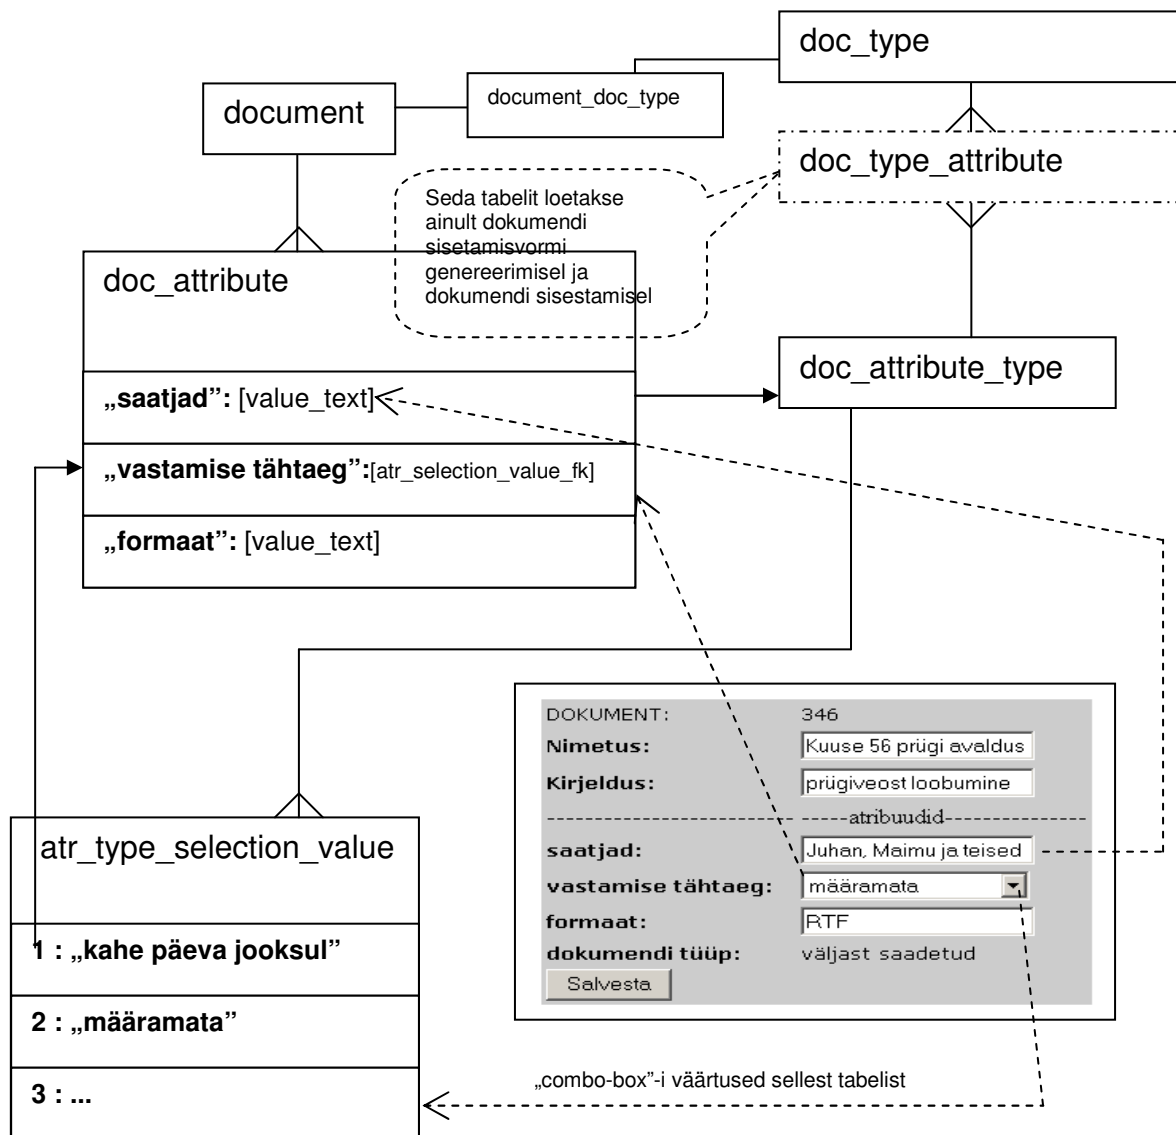 doc_type
document_doc_type
document
doc_type_attribute
Seda tabelit loetakse
ainult dokumendi
sisetamisvormi
genereerimisel ja
dokumendi sisestamisel
doc_attribute
doc_attribute_type
„saatjad”: [value_text]
„vastamise tähtaeg”:[atr_selection_value_fk]
„formaat”: [value_text]
DOKUMENT: 346
Nimetus: Kuuse 56 prügi avaldus
Kirjeldus: prügiveost loobumine
-----atribuudid-----
saatjad: Juhan, Maimu ja teised
vastamise tähtaeg: määramata
formaat: RTF
dokumendi tüüp: väljast saadetud
Salvesta
atr_type_selection_value
1 : „kahe päeva jooksul”
2 : „määramata”
3 : ...
„combo-box”-i väärtused sellest tabelist